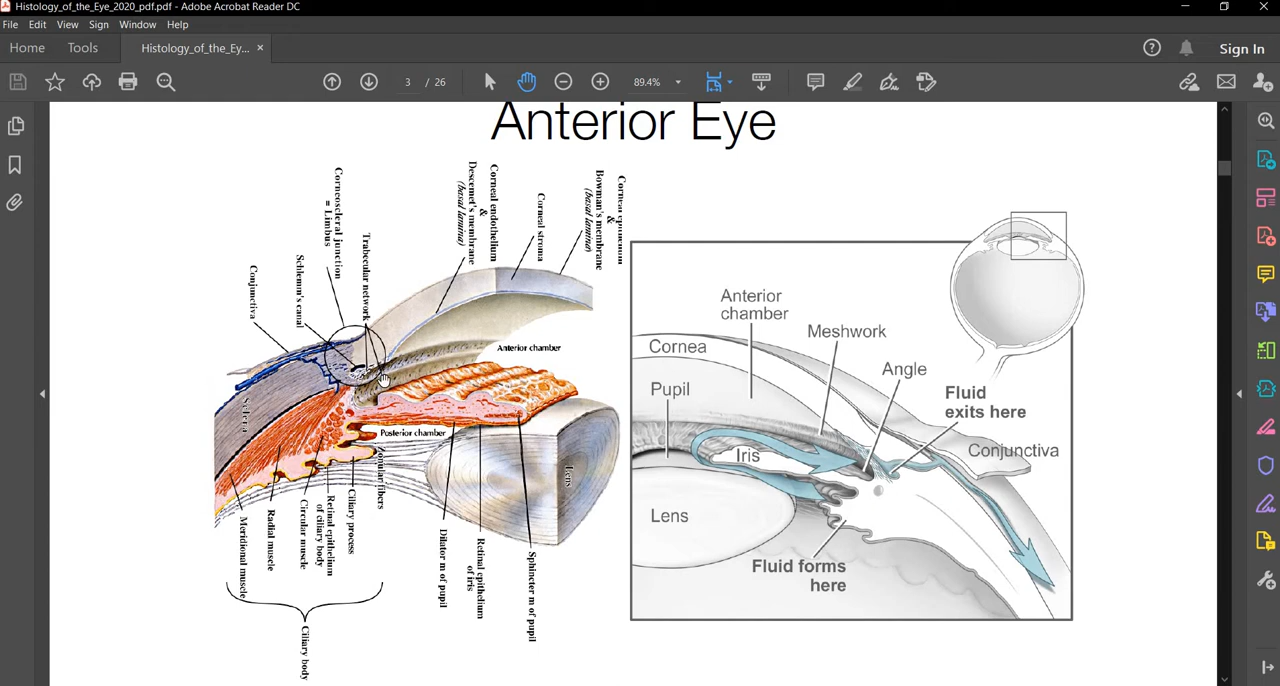 Histology_of_the_Eye_2020_pdf.pdf - Adobe Acrobat Reader DC
File Edit View Sign Window Help
Home Tools Histology_of_the_Ey... × Sign In
3 / 26 89.4%
Anterior Eye
Conjunctiva
Schlemm's canal
Corneoscleral junction
= Limbus
Trabecular network
Corneal endothelium
&
Descemet's membrane
(basal lamina)
Corneal stroma
Corneal epithelium
&
Bowman's membrane
(basal lamina)
Anterior chamber
Posterior chamber
Sclera
Lens
Zonular fibers
Meridional muscle
Radial muscle
Circular muscle
Retinal epithelium
of ciliary body
Ciliary process
Dilator m of pupil
Retinal epithelium
of iris
Sphincter m of pupil
Ciliary body
Anterior
chamber
Meshwork
Cornea
Angle
Pupil
Fluid
exits here
Iris
Conjunctiva
Lens
Fluid forms
here